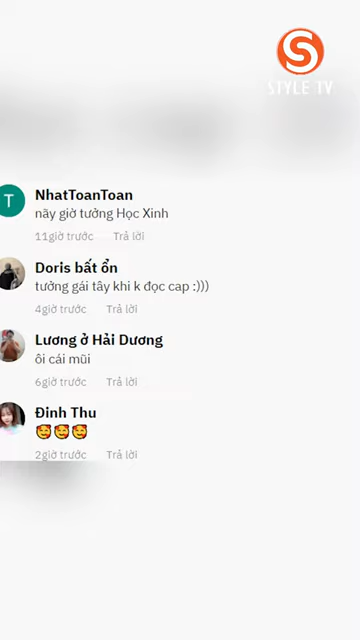 S
STYLE TV
T
NhatToanToan
nãy giờ tưởng Học Xinh
11giờ trước Trả lời
Doris bất ổn
tưởng gái tây khi k đọc cap :)))
4giờ trước Trả lời
Lương ở Hải Dương
ôi cái mũi
6giờ trước Trả lời
Đinh Thu
🥰🥰🥰
2giờ trước Trả lời